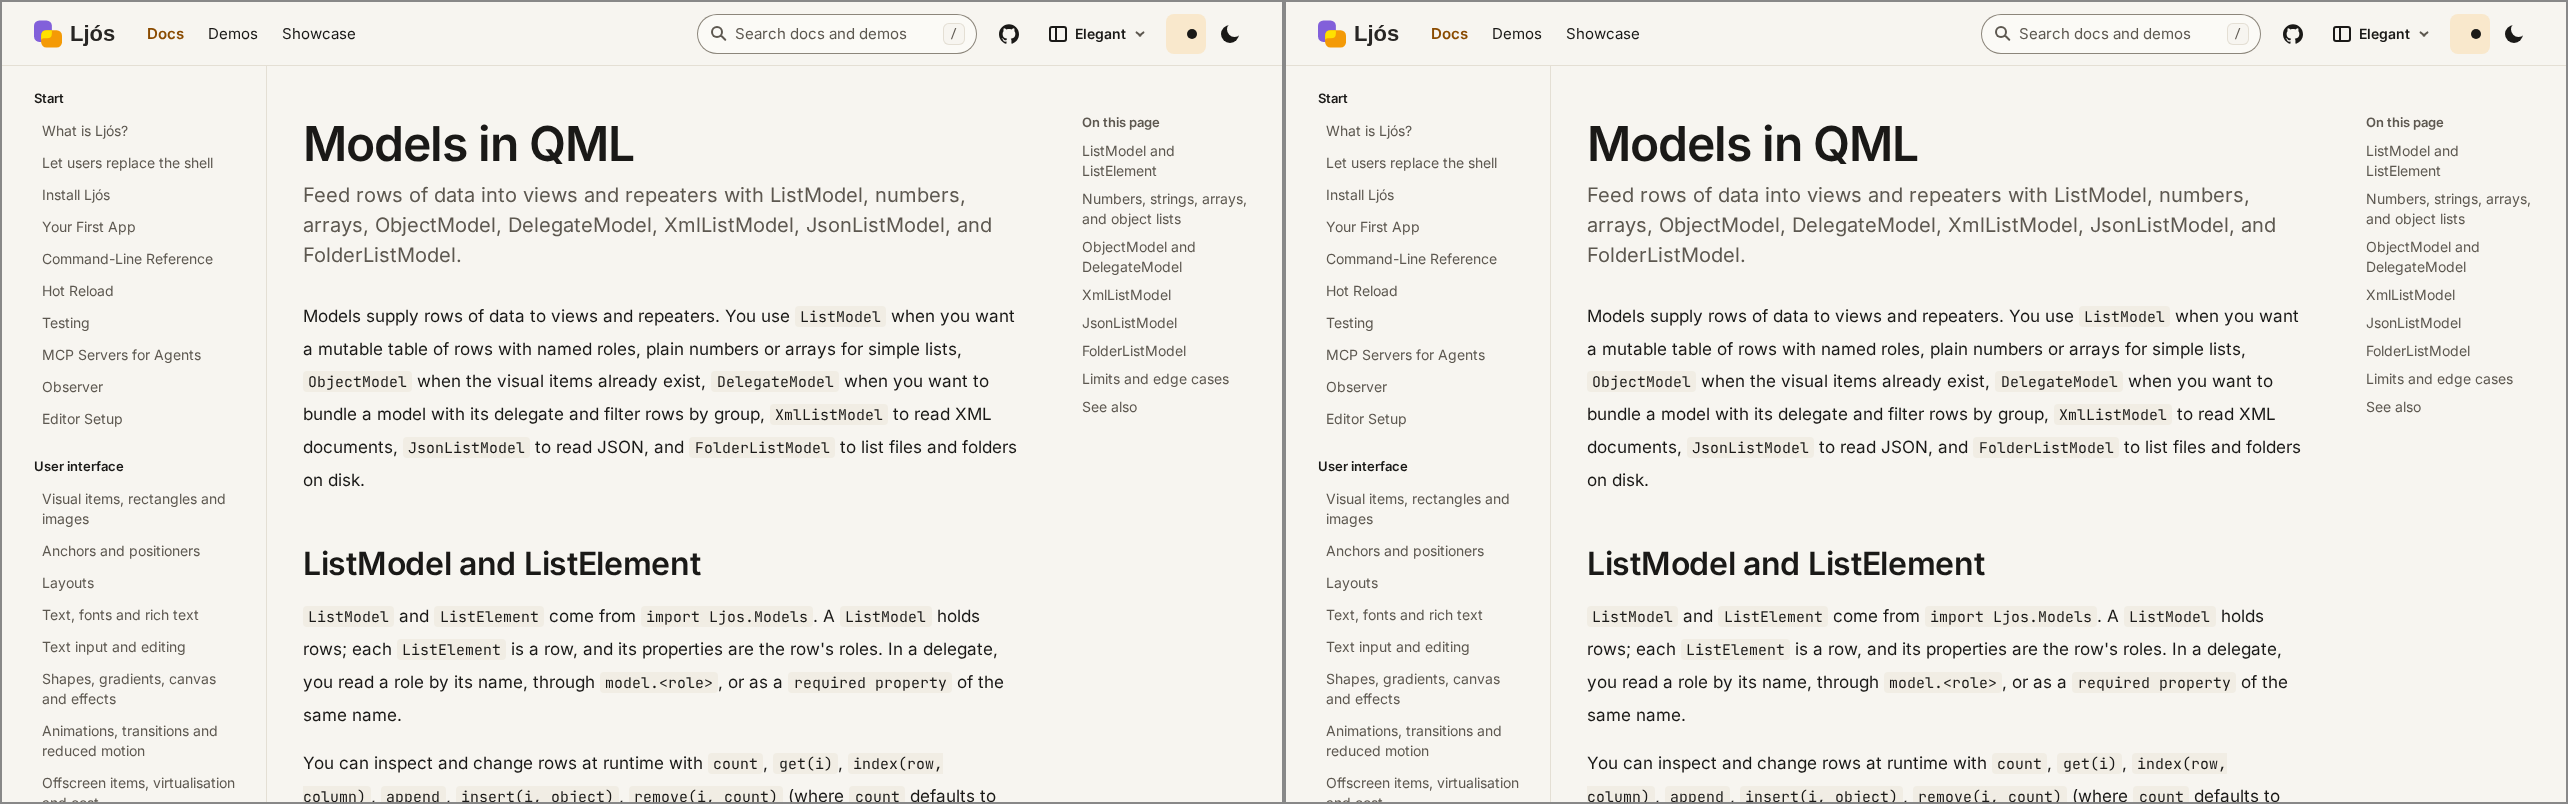 Ljós
Docs Demos Showcase
Search docs and demos /
Elegant
Start
What is Ljós?
Let users replace the shell
Install Ljós
Your First App
Command-Line Reference
Hot Reload
Testing
MCP Servers for Agents
Observer
Editor Setup
User interface
Visual items, rectangles and
images
Anchors and positioners
Layouts
Text, fonts and rich text
Text input and editing
Shapes, gradients, canvas
and effects
Animations, transitions and
reduced motion
Offscreen items, virtualisation
and cost
Models in QML
Feed rows of data into views and repeaters with ListModel, numbers,
arrays, ObjectModel, DelegateModel, XmlListModel, JsonListModel, and
FolderListModel.
Models supply rows of data to views and repeaters. You use ListModel when you want
a mutable table of rows with named roles, plain numbers or arrays for simple lists,
ObjectModel when the visual items already exist, DelegateModel when you want to
bundle a model with its delegate and filter rows by group, XmlListModel to read XML
documents, JsonListModel to read JSON, and FolderListModel to list files and folders
on disk.
ListModel and ListElement
ListModel and ListElement come from import Ljos.Models. A ListModel holds
rows; each ListElement is a row, and its properties are the row's roles. In a delegate,
you read a role by its name, through model.<role>, or as a required property of the
same name.
You can inspect and change rows at runtime with count, get(i), index(row,
column), append, insert(i, object), remove(i, count) (where count defaults to
On this page
ListModel and
ListElement
Numbers, strings, arrays,
and object lists
ObjectModel and
DelegateModel
XmlListModel
JsonListModel
FolderListModel
Limits and edge cases
See also
Ljós
Docs Demos Showcase
Search docs and demos /
Elegant
Start
What is Ljós?
Let users replace the shell
Install Ljós
Your First App
Command-Line Reference
Hot Reload
Testing
MCP Servers for Agents
Observer
Editor Setup
User interface
Visual items, rectangles and
images
Anchors and positioners
Layouts
Text, fonts and rich text
Text input and editing
Shapes, gradients, canvas
and effects
Animations, transitions and
reduced motion
Offscreen items, virtualisation
and cost
Models in QML
Feed rows of data into views and repeaters with ListModel, numbers,
arrays, ObjectModel, DelegateModel, XmlListModel, JsonListModel, and
FolderListModel.
Models supply rows of data to views and repeaters. You use ListModel when you want
a mutable table of rows with named roles, plain numbers or arrays for simple lists,
ObjectModel when the visual items already exist, DelegateModel when you want to
bundle a model with its delegate and filter rows by group, XmlListModel to read XML
documents, JsonListModel to read JSON, and FolderListModel to list files and folders
on disk.
ListModel and ListElement
ListModel and ListElement come from import Ljos.Models. A ListModel holds
rows; each ListElement is a row, and its properties are the row's roles. In a delegate,
you read a role by its name, through model.<role>, or as a required property of the
same name.
You can inspect and change rows at runtime with count, get(i), index(row,
column), append, insert(i, object), remove(i, count) (where count defaults to
On this page
ListModel and
ListElement
Numbers, strings, arrays,
and object lists
ObjectModel and
DelegateModel
XmlListModel
JsonListModel
FolderListModel
Limits and edge cases
See also